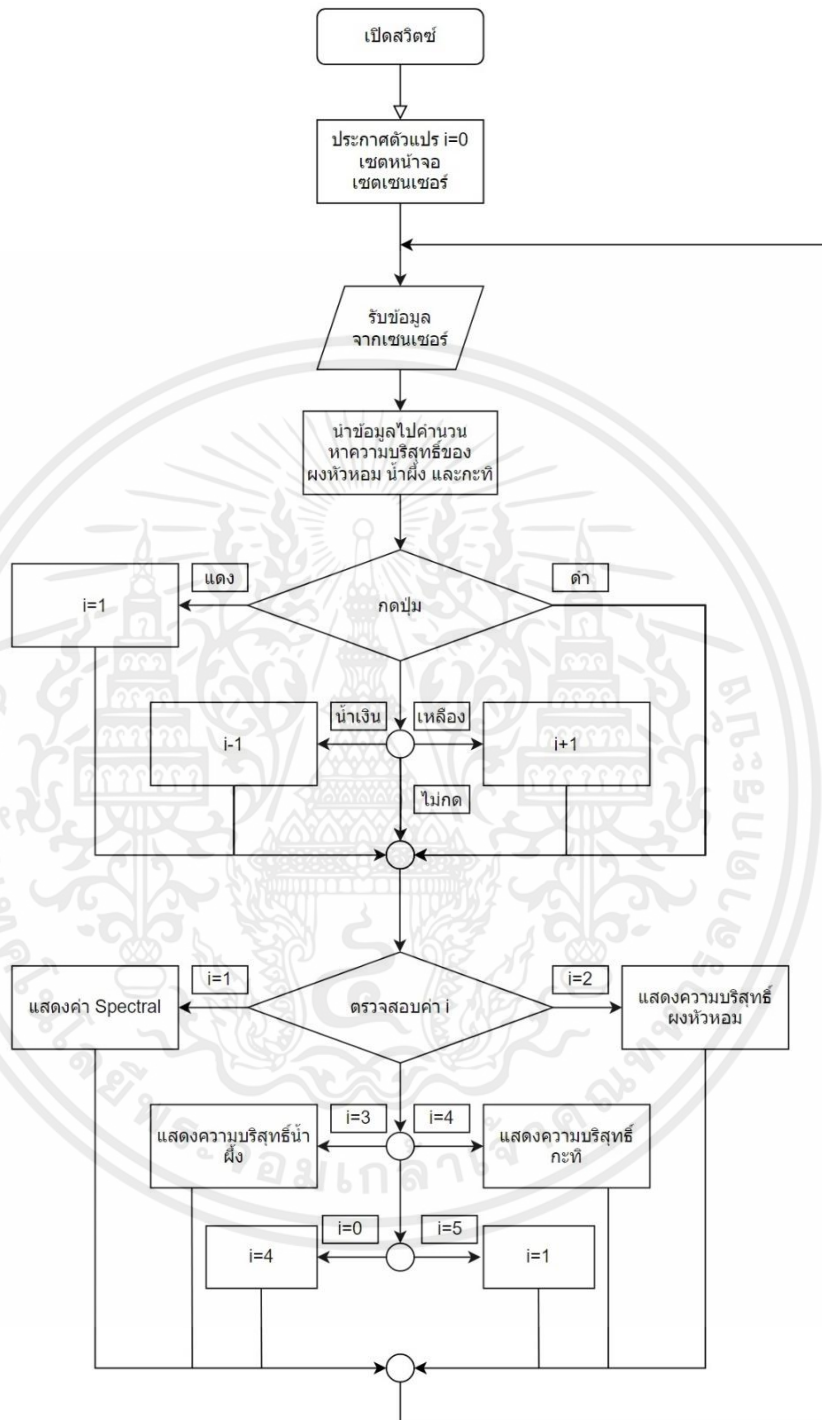 เปิดสวิตซ์
ประกาศตัวแปร i=0
เซตหน้าจอ
เซตเซนเซอร์
รับข้อมูล
จากเซนเซอร์
นำข้อมูลไปคำนวน
หาความบริสุทธิ์ของ
ผงหัวหอม น้ำผึ้ง และกะทิ
กดปุ่ม
แดง
ดำ
i=1
น้ำเงิน
เหลือง
i-1
i+1
ไม่กด
ตรวจสอบค่า i
i=1
i=2
แสดงค่า Spectral
แสดงความบริสุทธิ์
ผงหัวหอม
i=3
i=4
แสดงความบริสุทธิ์น้ำ
ผึ้ง
แสดงความบริสุทธิ์
กะทิ
i=0
i=5
i=4
i=1